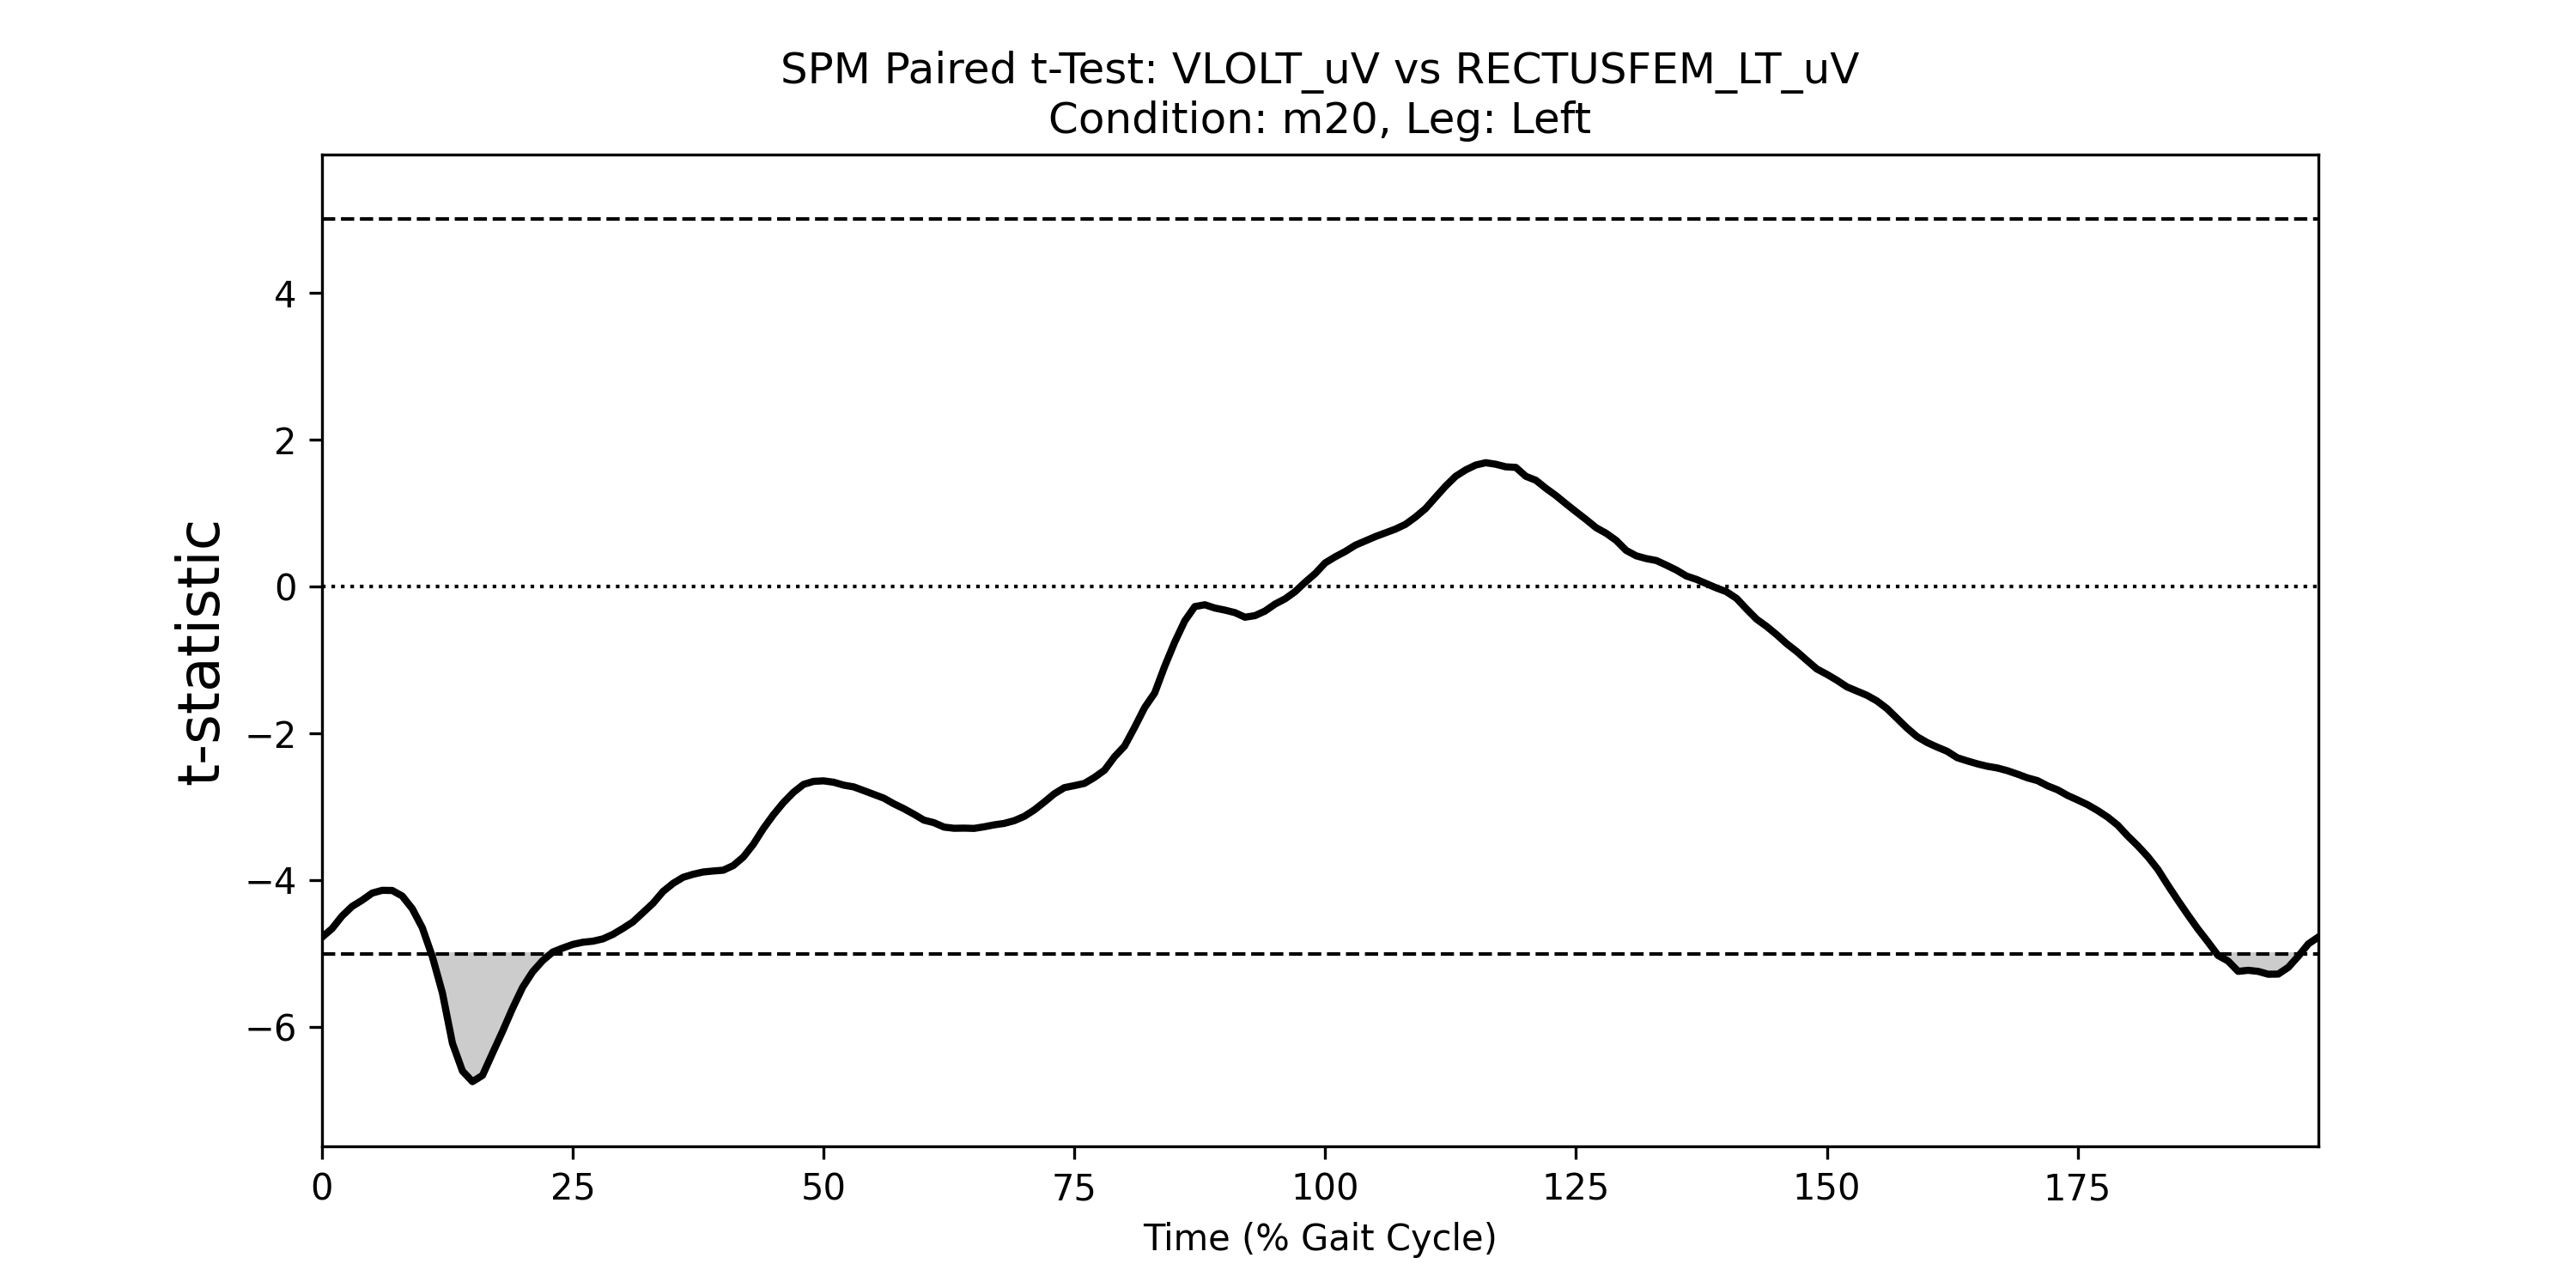 SPM Paired t-Test: VLOLT_uV vs RECTUSFEM_LT_uV
Condition: m20, Leg: Left
t-statistic
4
2
0
−2
−4
−6
0 25 50 75 100 125 150 175
Time (% Gait Cycle)